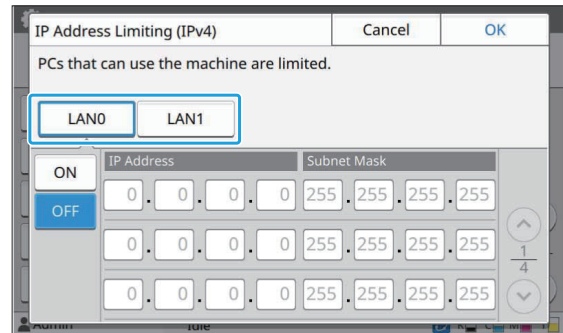 IP Address Limiting (IPv4) Cancel OK
PCs that can use the machine are limited.
LAN0 LAN1
ON
OFF
IP Address Subnet Mask
0 . 0 . 0 . 0 255 . 255 . 255 . 255
0 . 0 . 0 . 0 255 . 255 . 255 . 255
0 . 0 . 0 . 0 255 . 255 . 255 . 255
1
4
Admin Idle K C M Y